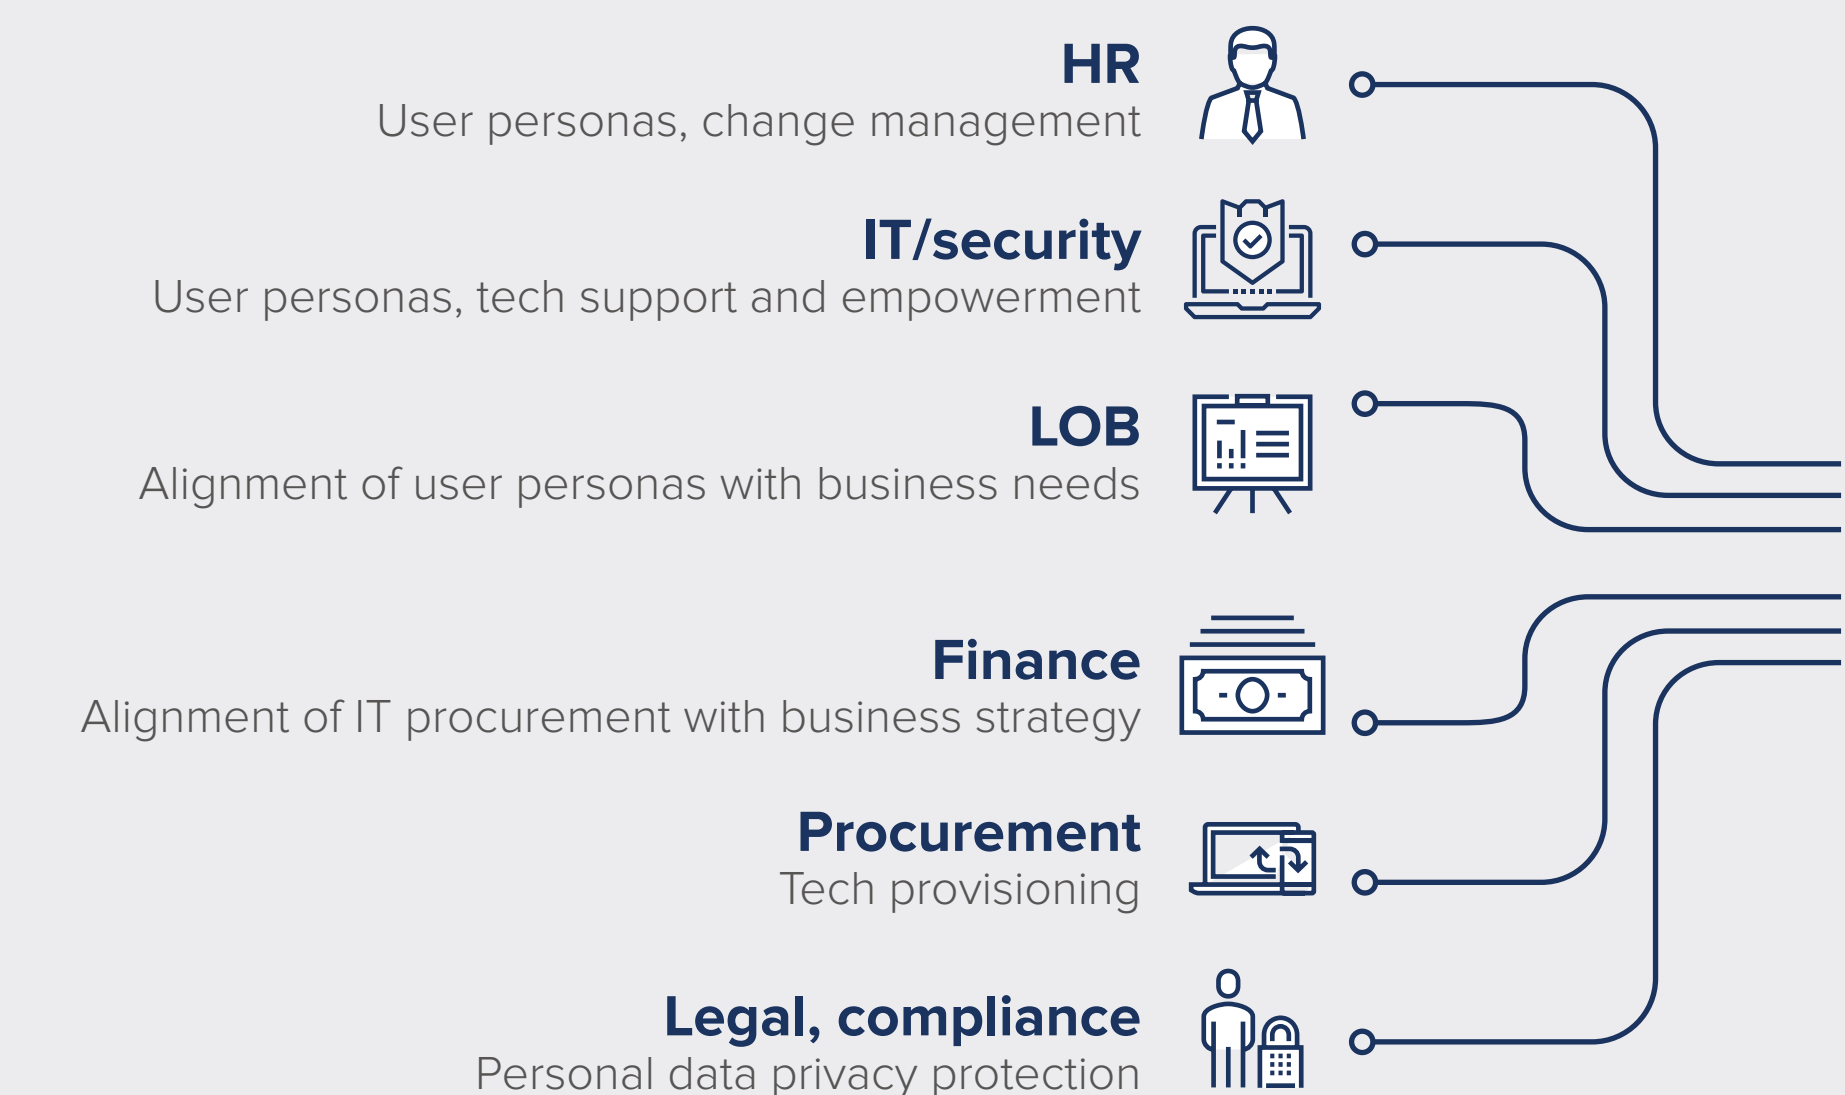 HR
User personas, change management
IT/security
User personas, tech support and empowerment
LOB
Alignment of user personas with business needs
Finance
Alignment of IT procurement with business strategy
Procurement
Tech provisioning
Legal, compliance
Personal data privacy protection